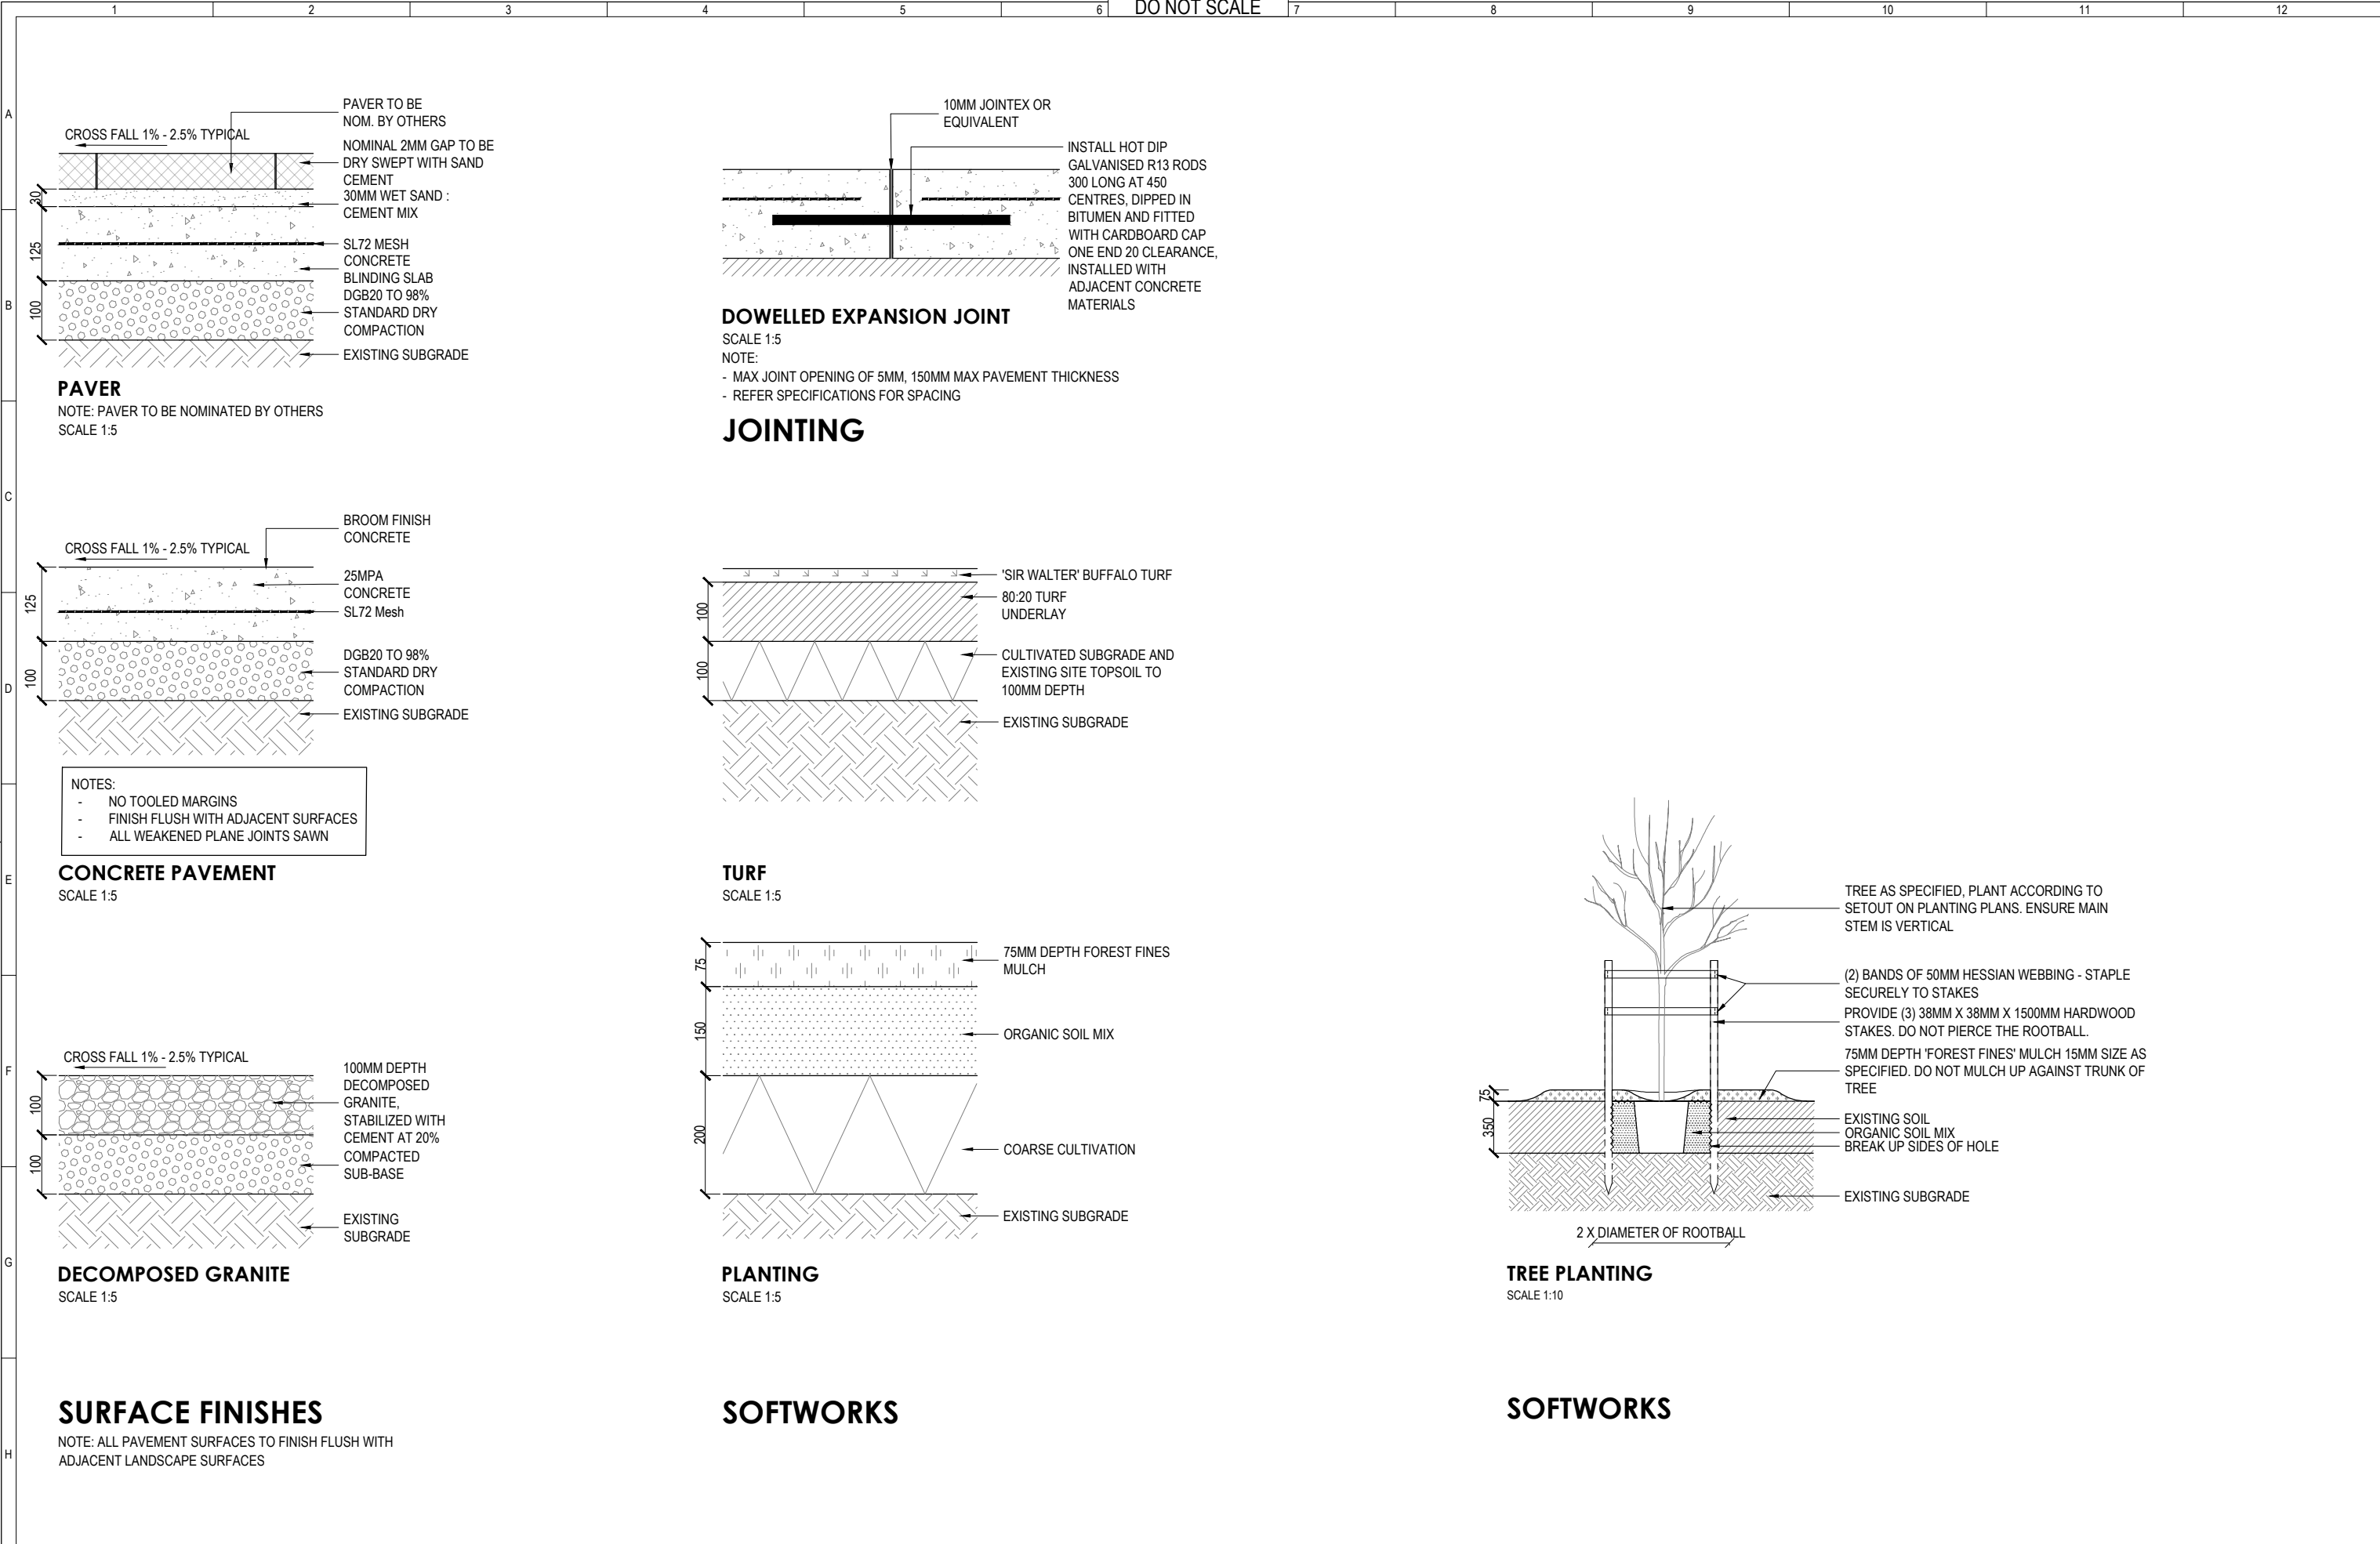 1 2 3 4 5 6 DO NOT SCALE 7 8 9 10 11 12
A
B
C
D
E
F
G
H
PAVER TO BE
NOM. BY OTHERS
CROSS FALL 1% - 2.5% TYPICAL
NOMINAL 2MM GAP TO BE
DRY SWEPT WITH SAND
CEMENT
30MM WET SAND :
CEMENT MIX
SL72 MESH
CONCRETE
BLINDING SLAB
DGB20 TO 98%
STANDARD DRY
COMPACTION
EXISTING SUBGRADE
30
125
100
PAVER
NOTE: PAVER TO BE NOMINATED BY OTHERS
SCALE 1:5
BROOM FINISH
CONCRETE
CROSS FALL 1% - 2.5% TYPICAL
25MPA
CONCRETE
SL72 Mesh
DGB20 TO 98%
STANDARD DRY
COMPACTION
EXISTING SUBGRADE
125
100
NOTES:
- NO TOOLED MARGINS
- FINISH FLUSH WITH ADJACENT SURFACES
- ALL WEAKENED PLANE JOINTS SAWN
CONCRETE PAVEMENT
SCALE 1:5
CROSS FALL 1% - 2.5% TYPICAL
100MM DEPTH
DECOMPOSED
GRANITE,
STABILIZED WITH
CEMENT AT 20%
COMPACTED
SUB-BASE
EXISTING
SUBGRADE
100
100
DECOMPOSED GRANITE
SCALE 1:5
SURFACE FINISHES
NOTE: ALL PAVEMENT SURFACES TO FINISH FLUSH WITH
ADJACENT LANDSCAPE SURFACES
10MM JOINTEX OR
EQUIVALENT
INSTALL HOT DIP
GALVANISED R13 RODS
300 LONG AT 450
CENTRES, DIPPED IN
BITUMEN AND FITTED
WITH CARDBOARD CAP
ONE END 20 CLEARANCE,
INSTALLED WITH
ADJACENT CONCRETE
MATERIALS
DOWELLED EXPANSION JOINT
SCALE 1:5
NOTE:
- MAX JOINT OPENING OF 5MM, 150MM MAX PAVEMENT THICKNESS
- REFER SPECIFICATIONS FOR SPACING
JOINTING
'SIR WALTER' BUFFALO TURF
80:20 TURF
UNDERLAY
CULTIVATED SUBGRADE AND
EXISTING SITE TOPSOIL TO
100MM DEPTH
EXISTING SUBGRADE
100
100
TURF
SCALE 1:5
75MM DEPTH FOREST FINES
MULCH
ORGANIC SOIL MIX
COARSE CULTIVATION
EXISTING SUBGRADE
75
150
200
PLANTING
SCALE 1:5
SOFTWORKS
TREE AS SPECIFIED, PLANT ACCORDING TO
SETOUT ON PLANTING PLANS. ENSURE MAIN
STEM IS VERTICAL
(2) BANDS OF 50MM HESSIAN WEBBING - STAPLE
SECURELY TO STAKES
PROVIDE (3) 38MM X 38MM X 1500MM HARDWOOD
STAKES. DO NOT PIERCE THE ROOTBALL.
75MM DEPTH 'FOREST FINES' MULCH 15MM SIZE AS
SPECIFIED. DO NOT MULCH UP AGAINST TRUNK OF
TREE
EXISTING SOIL
ORGANIC SOIL MIX
BREAK UP SIDES OF HOLE
EXISTING SUBGRADE
75
350
2 X DIAMETER OF ROOTBALL
TREE PLANTING
SCALE 1:10
SOFTWORKS